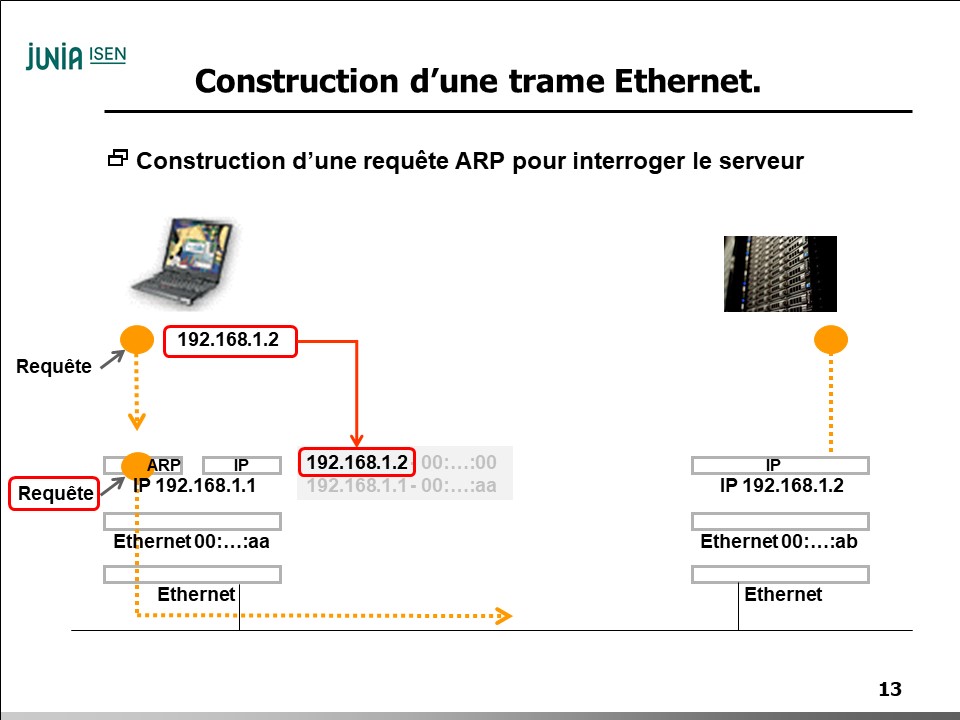 JUNIA ISEN
Construction d’une trame Ethernet.
Construction d’une requête ARP pour interroger le serveur
192.168.1.2
Requête
ARP
IP
192.168.1.2 - 00:…:00
IP
Requête
IP 192.168.1.1
192.168.1.1 - 00:…:aa
IP 192.168.1.2
Ethernet 00:…:aa
Ethernet 00:…:ab
Ethernet
Ethernet
13